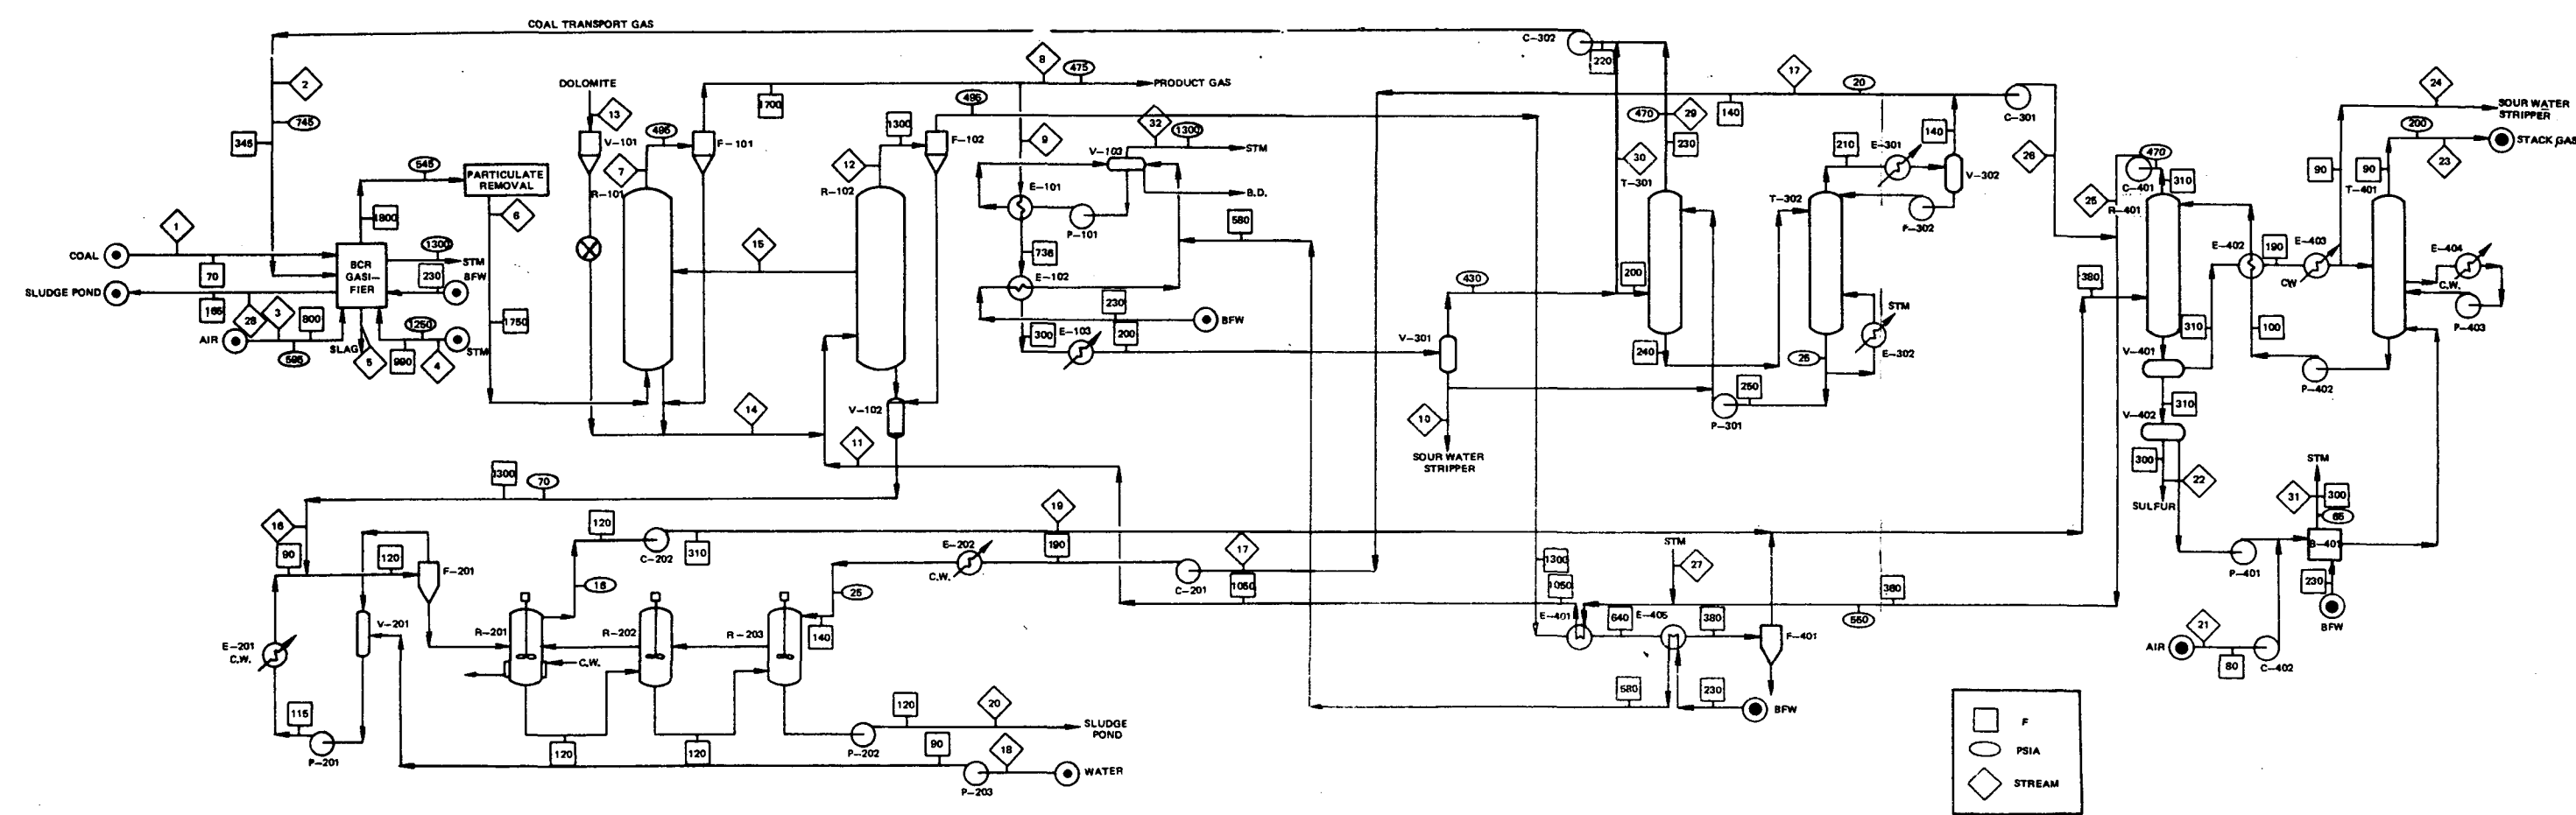 COAL TRANSPORT GAS
2
745
345
COAL
1
70
SLUDGE POND
165
28
3
800
AIR
595
BCR
GASI-
FIER
SLAG
5
990
1250
4
STM
1300
STM
230
BFW
1800
545
PARTICULATE
REMOVAL
6
1750
DOLOMITE
13
V-101
7
R-101
495
F-101
1700
8
475
PRODUCT GAS
15
14
12
R-102
1300
F-102
495
V-102
11
9
E-101
V-103
32
1300
STM
B.D.
P-101
736
E-102
580
230
BFW
300
E-103
200
C-302
220
470
29
230
30
T-301
200
430
V-301
240
10
SOUR WATER
STRIPPER
P-301
250
T-302
25
E-302
STM
210
E-301
140
V-302
P-302
140
20
17
C-301
26
25
470
C-401
310
R-401
380
V-401
310
V-402
310
300
SULFUR
22
E-402
190
E-403
CW
100
P-402
90
24
SOUR WATER
STRIPPER
200
STACK GAS
90
23
T-401
E-404
C.W.
P-403
STM
31
300
65
B-401
P-401
230
BFW
AIR
21
80
C-402
1300
70
16
90
120
F-201
V-201
E-201
C.W.
115
P-201
R-201
C.W.
120
16
C-202
310
R-202
120
120
R-203
140
25
E-202
C.W.
19
190
C-201
17
1050
P-202
120
20
SLUDGE
POND
90
18
P-203
WATER
1300
1050
E-401
640
E-405
380
F-401
STM
27
380
550
580
230
BFW
F
PSIA
STREAM